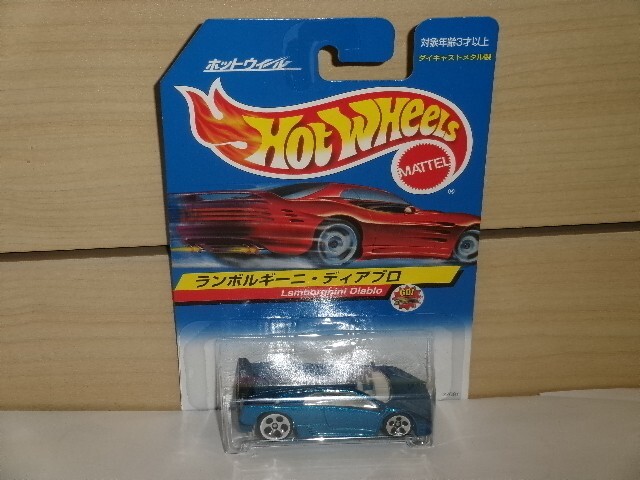 ホットウィール
対象年齢3才以上
ダイキャストメタル製
HOT WHEELS
MATTEL
®
ランボルギーニ・ディアブロ
Lamborghini Diablo
GO!